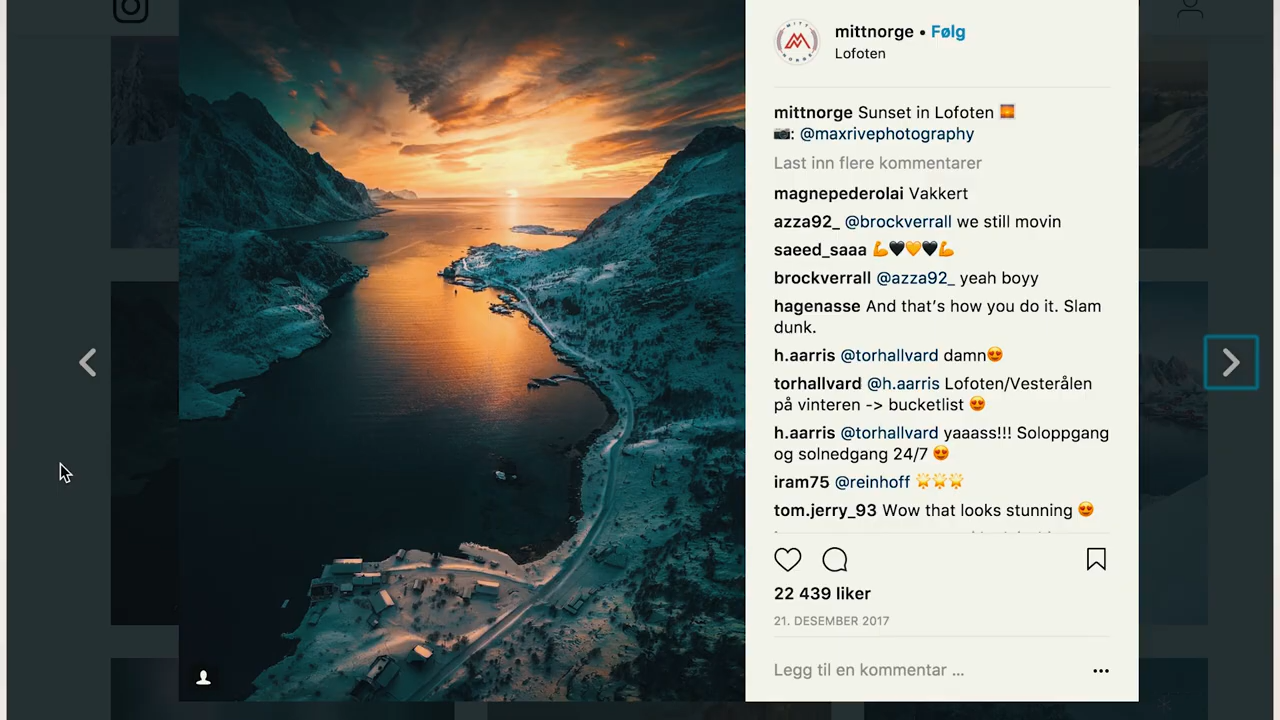 mittnorge • Følg
Lofoten
mittnorge Sunset in Lofoten 🌅
📷: @maxrivephotography
Last inn flere kommentarer
magnepederolai Vakkert
azza92_ @brockverrall we still movin
saeed_saaa 💪🖤💛🖤💪
brockverrall @azza92_ yeah boyy
hagenasse And that’s how you do it. Slam
dunk.
h.aarris @torhallvard damn😍
torhallvard @h.aarris Lofoten/Vesterålen
på vinteren -> bucketlist 😍
h.aarris @torhallvard yaaass!!! Soloppgang
og solnedgang 24/7 😍
iram75 @reinhoff 🌟🌟🌟
tom.jerry_93 Wow that looks stunning 😍
22 439 liker
21. DESEMBER 2017
Legg til en kommentar ...